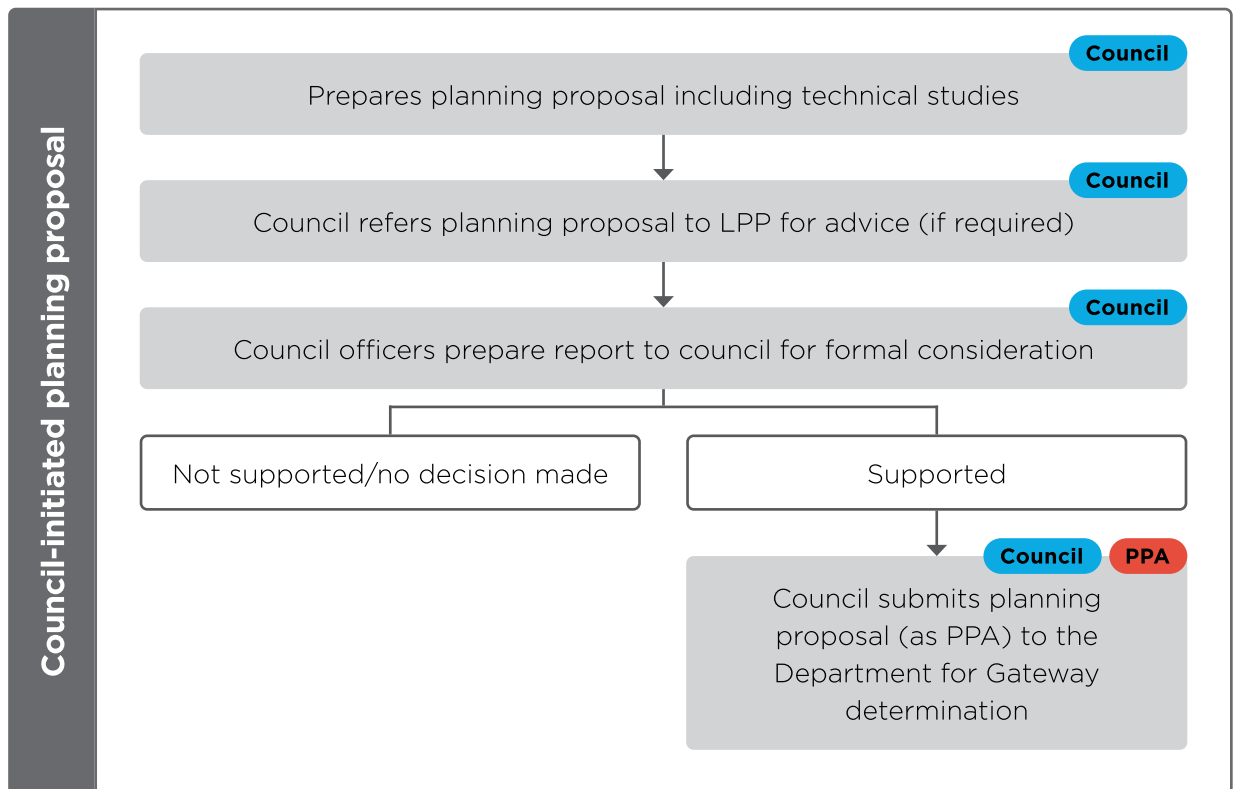 Council-initiated planning proposal
Council
Prepares planning proposal including technical studies
Council
Council refers planning proposal to LPP for advice (if required)
Council
Council officers prepare report to council for formal consideration
Not supported/no decision made
Supported
Council
PPA
Council submits planning
proposal (as PPA) to the
Department for Gateway
determination